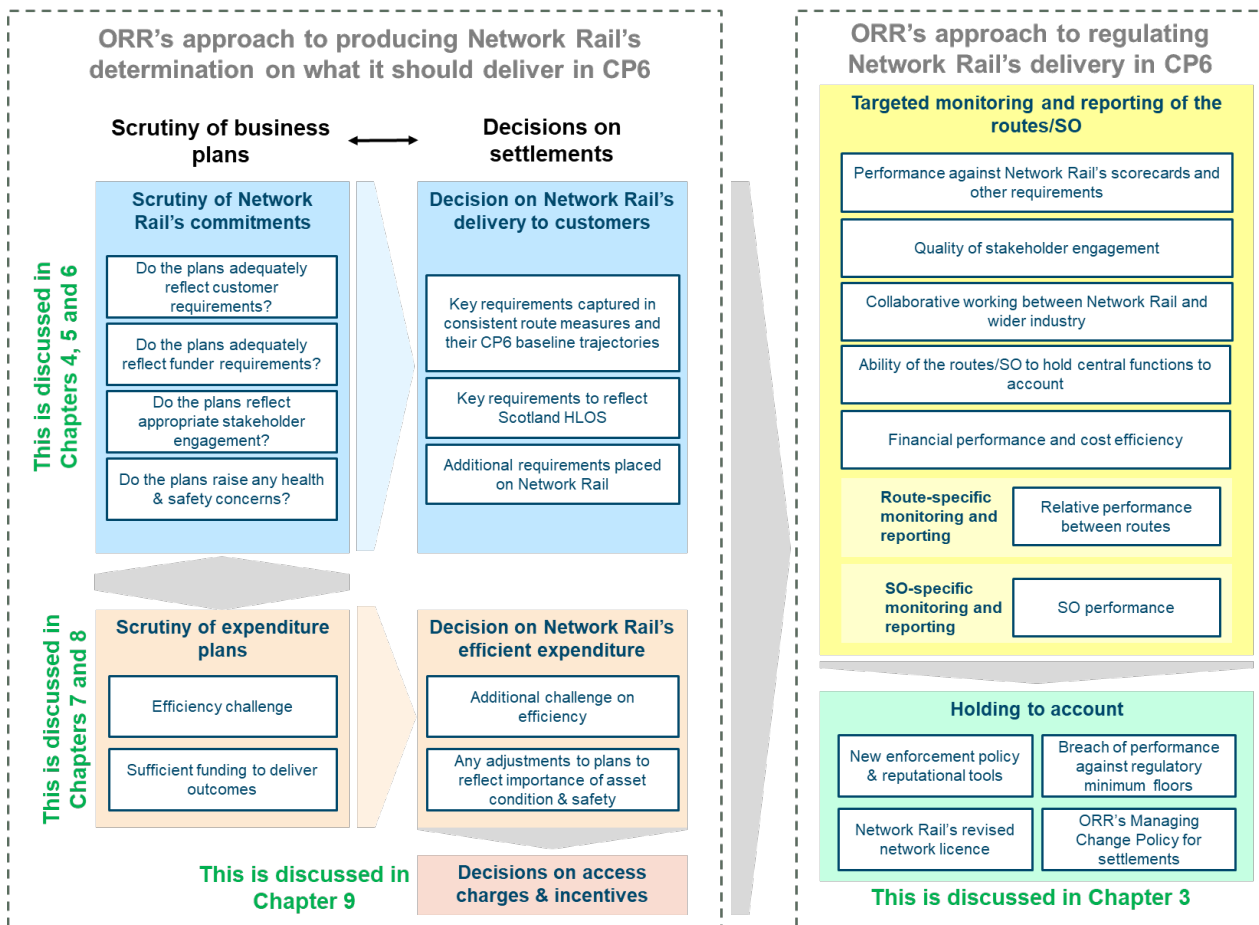 ORR's approach to producing Network Rail's
determination on what it should deliver in CP6
Scrutiny of business
plans
Decisions on
settlements
This is discussed in
Chapters 4, 5 and 6
Scrutiny of Network
Rail's commitments
Do the plans adequately
reflect customer
requirements?
Do the plans adequately
reflect funder requirements?
Do the plans reflect
appropriate stakeholder
engagement?
Do the plans raise any health
& safety concerns?
Decision on Network Rail's
delivery to customers
Key requirements captured in
consistent route measures and
their CP6 baseline trajectories
Key requirements to reflect
Scotland HLOS
Additional requirements placed
on Network Rail
This is discussed in
Chapters 7 and 8
Scrutiny of expenditure
plans
Efficiency challenge
Sufficient funding to deliver
outcomes
Decision on Network Rail's
efficient expenditure
Additional challenge on
efficiency
Any adjustments to plans to
reflect importance of asset
condition & safety
This is discussed in
Chapter 9
Decisions on access
charges & incentives
ORR's approach to regulating
Network Rail's delivery in CP6
Targeted monitoring and reporting of the
routes/SO
Performance against Network Rail's scorecards and
other requirements
Quality of stakeholder engagement
Collaborative working between Network Rail and
wider industry
Ability of the routes/SO to hold central functions to
account
Financial performance and cost efficiency
Route-specific
monitoring and
reporting
Relative performance
between routes
SO-specific
monitoring and
reporting
SO performance
Holding to account
New enforcement policy
& reputational tools
Breach of performance
against regulatory
minimum floors
Network Rail's revised
network licence
ORR's Managing
Change Policy for
settlements
This is discussed in Chapter 3